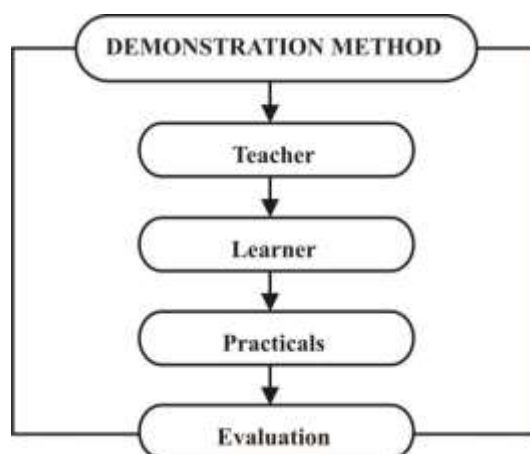 DEMONSTRATION METHOD
Teacher
Learner
Practicals
Evaluation